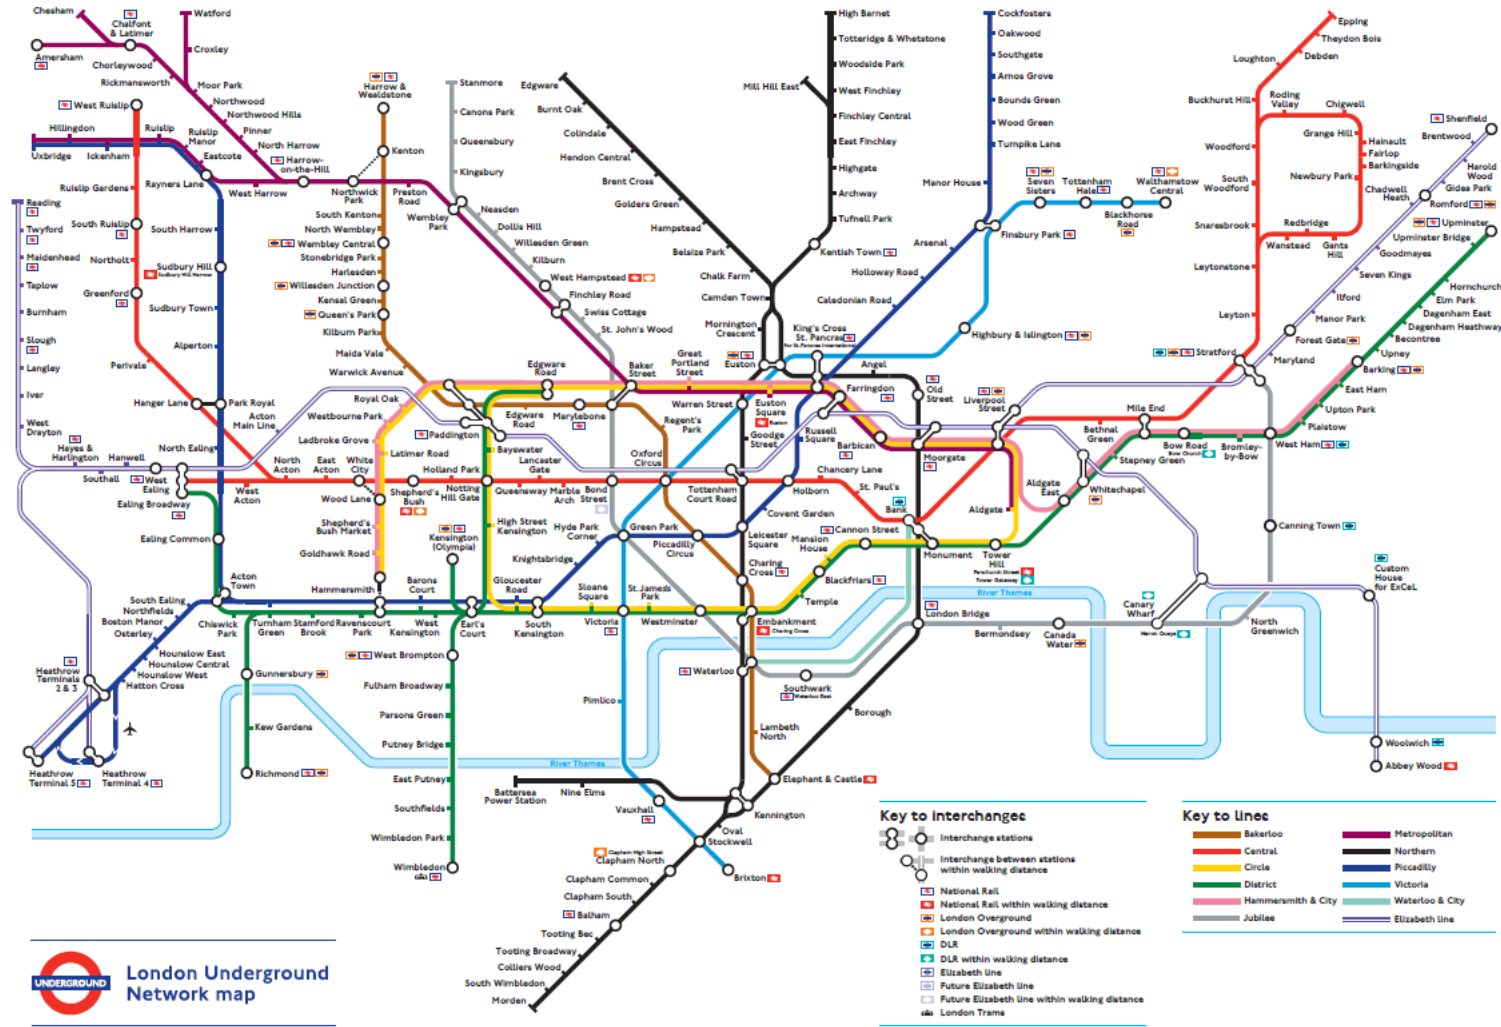 Chesham
Chalfont
& Latimer
Watford
Amersham
Croxley
Chorleywood
Rickmansworth
Moor Park
West Ruislip
Northwood
Northwood Hills
Hillingdon
Ruislip
Ruislip
Manor
Pinner
North Harrow
Uxbridge
Ickenham
Eastcote
Harrow-
on-the-Hill
Rayners Lane
West Harrow
Northwick
Park
Preston
Road
Harrow &
Wealdstone
Kenton
South Kenton
North Wembley
Wembley Central
Stonebridge Park
Harlesden
Willesden Junction
Kensal Green
Queen's Park
Kilburn Park
Maida Vale
Warwick Avenue
Stanmore
Canons Park
Queensbury
Kingsbury
Wembley
Park
Neasden
Dollis Hill
Willesden Green
Kilburn
West Hampstead
Finchley Road
Swiss Cottage
St. John's Wood
Edgware
Burnt Oak
Colindale
Hendon Central
Brent Cross
Golders Green
Hampstead
Belsize Park
Chalk Farm
Camden Town
Mornington
Crescent
Euston
High Barnet
Totteridge & Whetstone
Woodside Park
Mill Hill East
West Finchley
Finchley Central
East Finchley
Highgate
Archway
Tufnell Park
Kentish Town
Cockfosters
Oakwood
Southgate
Arnos Grove
Bounds Green
Wood Green
Turnpike Lane
Manor House
Arsenal
Holloway Road
Caledonian Road
Finsbury Park
Seven
Sisters
Tottenham
Hale
Blackhorse
Road
Walthamstow
Central
Highbury & Islington
King's Cross
St. Pancras
For St. Pancras International
Angel
Farringdon
Old
Street
Liverpool
Street
Epping
Theydon Bois
Debden
Loughton
Buckhurst Hill
Roding
Valley
Chigwell
Grange Hill
Hainault
Fairlop
Barkingside
Newbury Park
Woodford
South
Woodford
Snaresbrook
Redbridge
Wanstead
Gants
Hill
Leytonstone
Leyton
Stratford
Shenfield
Brentwood
Harold
Wood
Gidea Park
Romford
Chadwell
Heath
Goodmayes
Seven Kings
Ilford
Manor Park
Forest Gate
Maryland
Upminster
Upminster Bridge
Hornchurch
Elm Park
Dagenham East
Dagenham Heathway
Becontree
Upney
Barking
East Ham
Upton Park
Plaistow
West Ham
Reading
Twyford
Maidenhead
Taplow
Burnham
Slough
Langley
Iver
West
Drayton
Hayes &
Harlington
Hanwell
Southall
West
Ealing
Ealing Broadway
Ruislip Gardens
South Ruislip
Northolt
Greenford
Perivale
Hanger Lane
South Harrow
Sudbury Hill
Sudbury Hill Harrow
Sudbury Town
Alperton
Park Royal
Acton
Main Line
North Ealing
West
Acton
North
Acton
East
Acton
White
City
Wood Lane
Shepherd's
Bush Market
Goldhawk Road
Hammersmith
Royal Oak
Westbourne Park
Ladbroke Grove
Latimer Road
Paddington
Edgware
Road
Edgware
Road
Marylebone
Baker
Street
Great
Portland
Street
Euston
Square
Euston
Warren Street
Regent's
Park
Goodge
Street
Russell
Square
Barbican
Moorgate
Bayswater
Holland Park
Shepherd's
Bush
Notting
Hill Gate
Lancaster
Gate
Queensway
Marble
Arch
Bond
Street
Oxford
Circus
Tottenham
Court Road
Holborn
Chancery Lane
St. Paul's
Bank
Bethnal
Green
Mile End
Stepney Green
Bow Road
Bow Church
Bromley-
by-Bow
Whitechapel
Aldgate
East
Aldgate
High Street
Kensington
Kensington
(Olympia)
Hyde Park
Corner
Knightsbridge
Green Park
Piccadilly
Circus
Covent Garden
Leicester
Square
Charing
Cross
Mansion
House
Cannon Street
Monument
Tower
Hill
Fenchurch Street
Tower Gateway
Blackfriars
Temple
Embankment
Charing Cross
Ealing Common
Acton
Town
South Ealing
Northfields
Boston Manor
Osterley
Hounslow East
Hounslow Central
Hounslow West
Hatton Cross
Heathrow
Terminals
2 & 3
Heathrow
Terminal 5
Heathrow
Terminal 4
Chiswick
Park
Turnham
Green
Stamford
Brook
Ravenscourt
Park
Barons
Court
West
Kensington
Earl's
Court
Gloucester
Road
South
Kensington
Sloane
Square
Victoria
St. James's
Park
Westminster
Gunnersbury
Kew Gardens
Richmond
West Brompton
Fulham Broadway
Parsons Green
Putney Bridge
East Putney
Southfields
Wimbledon Park
Wimbledon
Pimlico
Waterloo
Southwark
Waterloo East
London Bridge
Bermondsey
Canada
Water
Canary
Wharf
Heron Quays
North
Greenwich
Canning Town
Custom
House
for ExCeL
Woolwich
Abbey Wood
River Thames
River Thames
Borough
Lambeth
North
Elephant & Castle
Kennington
Battersea
Power Station
Nine Elms
Vauxhall
Oval
Stockwell
Brixton
Clapham High Street
Clapham North
Clapham Common
Clapham South
Balham
Tooting Bec
Tooting Broadway
Colliers Wood
South Wimbledon
Morden
Key to interchanges
Interchange stations
Interchange between stations
within walking distance
National Rail
National Rail within walking distance
London Overground
London Overground within walking distance
DLR
DLR within walking distance
Elizabeth line
Future Elizabeth line
Future Elizabeth line within walking distance
London Trams
Key to lines
Bakerloo
Central
Circle
District
Hammersmith & City
Jubilee
Metropolitan
Northern
Piccadilly
Victoria
Waterloo & City
Elizabeth line
UNDERGROUND
London Underground
Network map